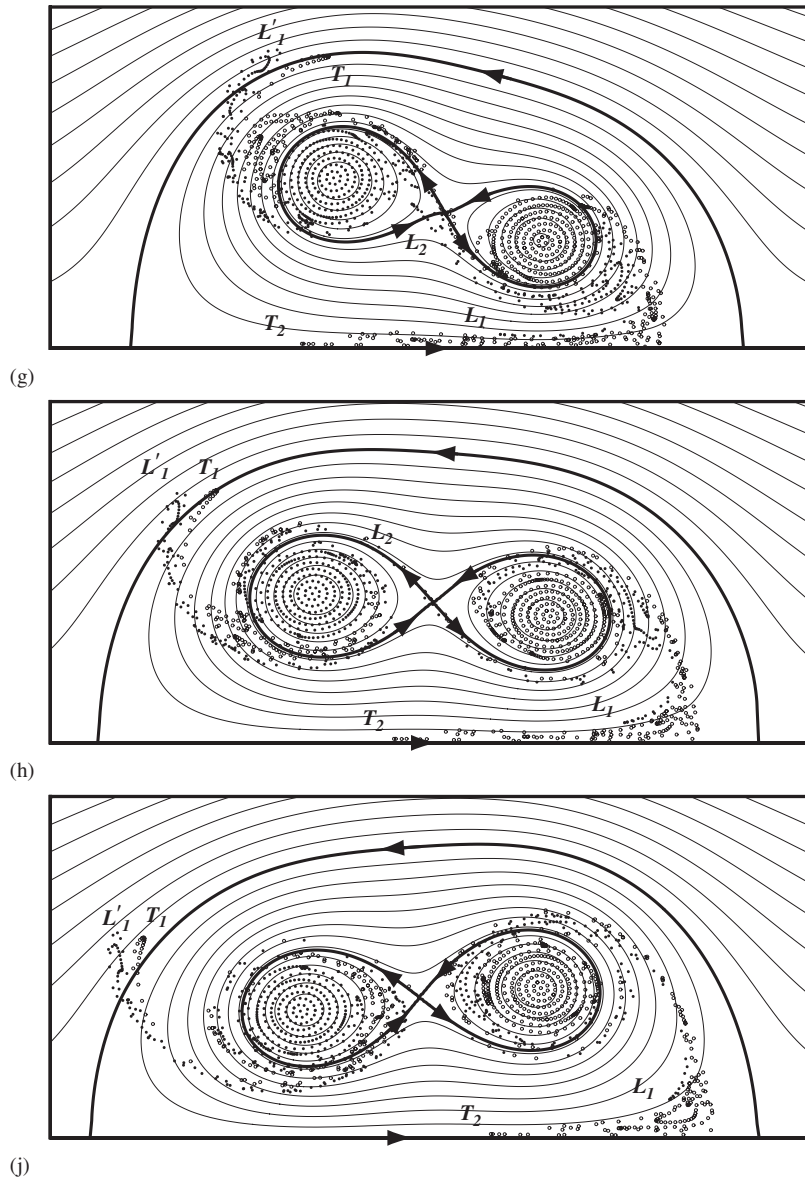 L'₁
T₁
L₂
T₂ L₁
(g)
L'₁ T₁
L₂
L₁
T₂
(h)
L'₁ T₁
L₁
T₂
(j)